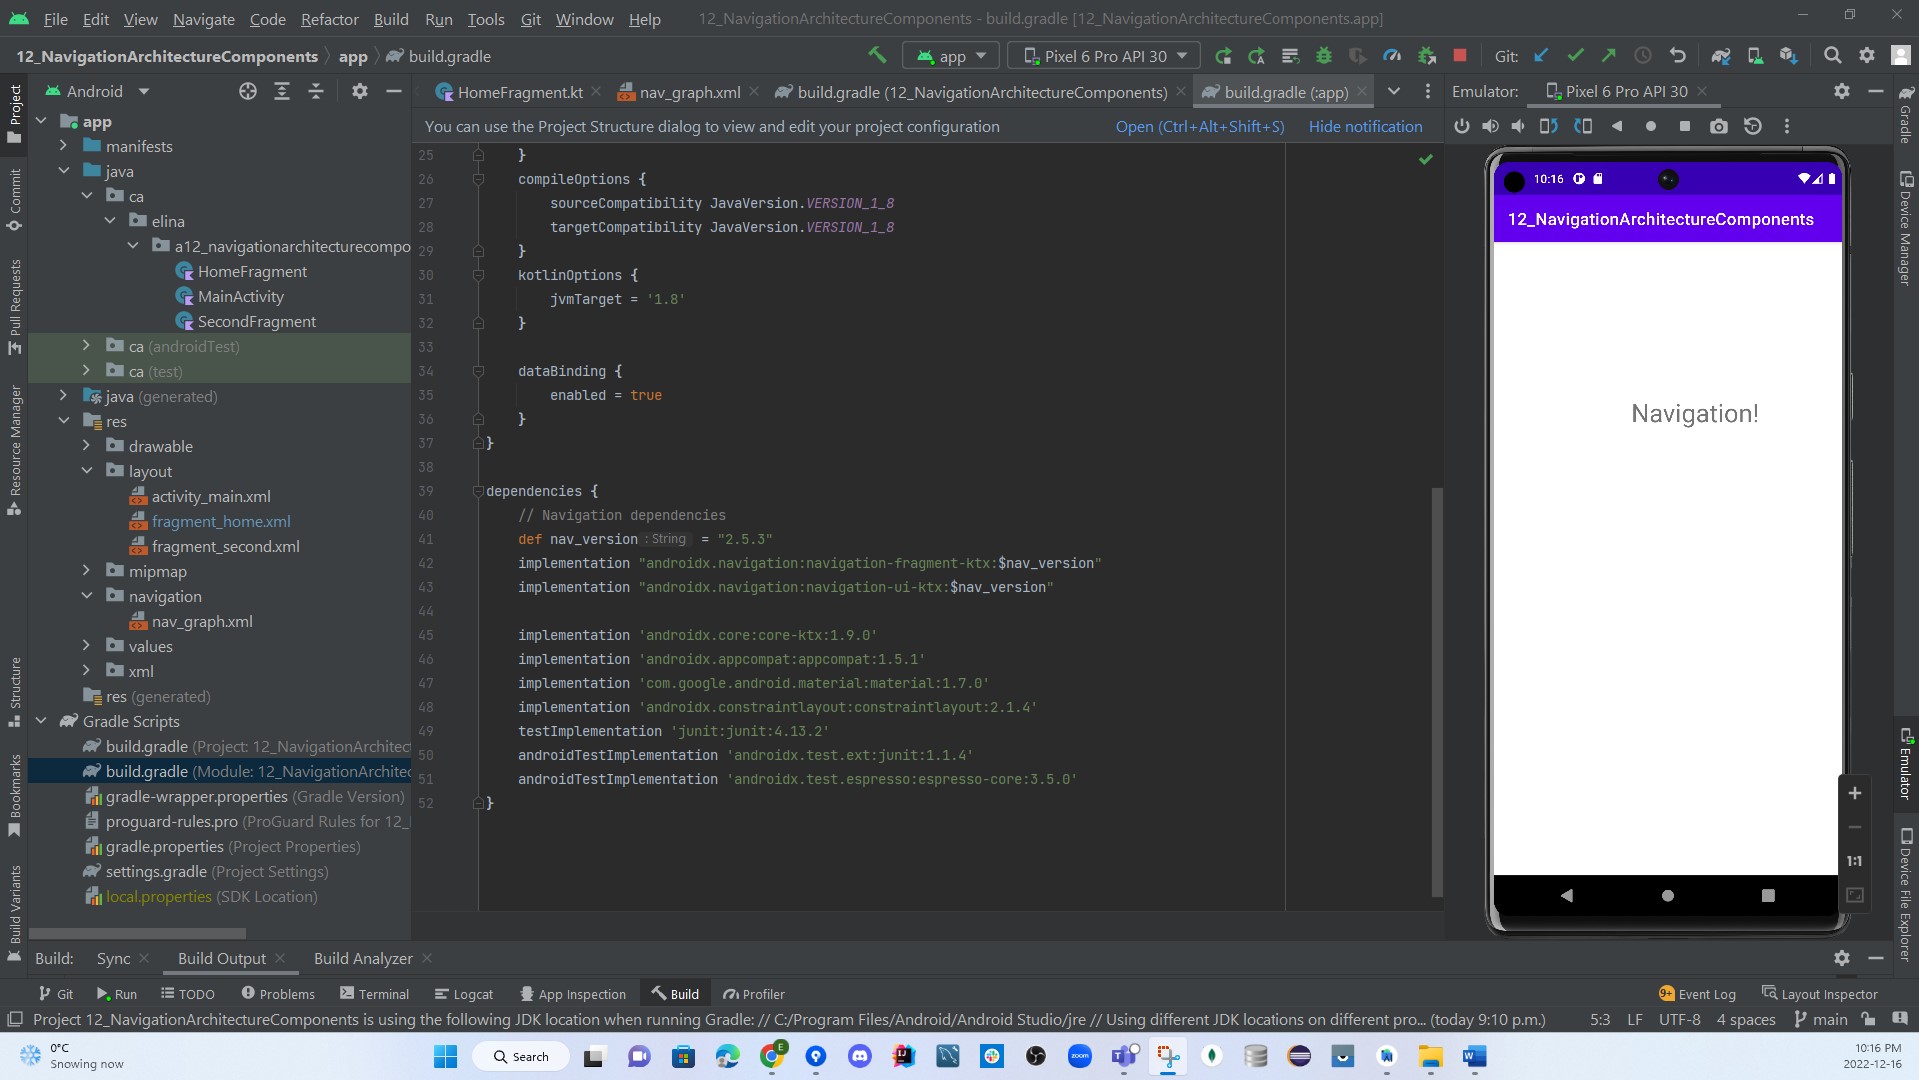 File Edit View Navigate Code Refactor Build Run Tools Git Window Help 12_NavigationArchitectureComponents - build.gradle [12_NavigationArchitectureComponents.app]
12_NavigationArchitectureComponents app build.gradle app Pixel 6 Pro API 30 Git:
Android
HomeFragment.kt nav_graph.xml build.gradle (12_NavigationArchitectureComponents) build.gradle (:app) Emulator: Pixel 6 Pro API 30
You can use the Project Structure dialog to view and edit your project configuration Open (Ctrl+Alt+Shift+S) Hide notification
Project
Commit
Pull Requests
Resource Manager
Structure
Bookmarks
Build Variants
app
manifests
java
ca
elina
a12_navigationarchitecturecompo
HomeFragment
MainActivity
SecondFragment
ca (androidTest)
ca (test)
java (generated)
res
drawable
layout
activity_main.xml
fragment_home.xml
fragment_second.xml
mipmap
navigation
nav_graph.xml
values
xml
res (generated)
Gradle Scripts
build.gradle (Project: 12_NavigationArchitect
build.gradle (Module: 12_NavigationArchitec
gradle-wrapper.properties (Gradle Version)
proguard-rules.pro (ProGuard Rules for 12_
gradle.properties (Project Properties)
settings.gradle (Project Settings)
local.properties (SDK Location)
25 }
26 compileOptions {
27 sourceCompatibility JavaVersion.VERSION_1_8
28 targetCompatibility JavaVersion.VERSION_1_8
29 }
30 kotlinOptions {
31 jvmTarget = '1.8'
32 }
33
34 dataBinding {
35 enabled = true
36 }
37 }
38
39 dependencies {
40 // Navigation dependencies
41 def nav_version : String = "2.5.3"
42 implementation "androidx.navigation:navigation-fragment-ktx:$nav_version"
43 implementation "androidx.navigation:navigation-ui-ktx:$nav_version"
44
45 implementation 'androidx.core:core-ktx:1.9.0'
46 implementation 'androidx.appcompat:appcompat:1.5.1'
47 implementation 'com.google.android.material:material:1.7.0'
48 implementation 'androidx.constraintlayout:constraintlayout:2.1.4'
49 testImplementation 'junit:junit:4.13.2'
50 androidTestImplementation 'androidx.test.ext:junit:1.1.4'
51 androidTestImplementation 'androidx.test.espresso:espresso-core:3.5.0'
52 }
10:16
12_NavigationArchitectureComponents
Navigation!
1:1
Gradle
Device Manager
Emulator
Device File Explorer
Build: Sync Build Output Build Analyzer
Git Run TODO Problems Terminal Logcat App Inspection Build Profiler 9+ Event Log Layout Inspector
Project 12_NavigationArchitectureComponents is using the following JDK location when running Gradle: // C:/Program Files/Android/Android Studio/jre // Using different JDK locations on different pro... (today 9:10 p.m.) 5:3 LF UTF-8 4 spaces main
0°C
Snowing now
Search
E
zoom
10:16 PM
2022-12-16